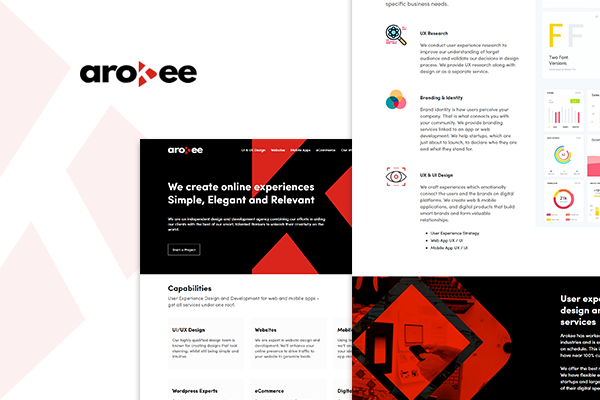 arokee
arokee
UI & UX Design Websites Mobile Apps eCommerce Our
We create online experiences
Simple, Elegant and Relevant
We are an independent design and development agency combining our efforts in aiding
our clients with the best of our smart, talented
to unleash their creativity on the
world.
Start a Project
Capabilities
User Experience Design and Development for web and mobile apps -
get all services under one roof.
UI/UX Design
Our highly qualified design team is
known for creating designs that look
stunning, whilst still being simple and
intuitive.
Websites
We are expert in website design and
development. We'll enhance your
online presence to drive traffic to
your website to generate leads.
Mobil
Wordpress Experts
eCommerce
Digita
specific business needs.
UX Research
We conduct user experience research to
improve our understanding of target
audience and validate our decisions in design
process. We provide UX research along with
design or as a separate service.
Branding & Identity
Brand identity is how users perceive your
company. That is what connects you with
your community. We provide branding
services linked to an app or web
development. We help startups, which are
just about to launch, to declare who they are
and what they stand for.
UX & UI Design
We craft experiences which emotionally
connect the users and the brands on digital
platforms. We create web & mobile
applications, and digital products that build
smart brands and form valuable
relationships.
User Experience Strategy
Web App UX / UI
Mobile App UX / UI
F F
Two Font
Versions
21k
User expe
design an
services
Arokee has worked
industries and is e
on schedule. This i
have near 100% cu
We offer the best r
We have flexible e
startups and large
of their digital spe